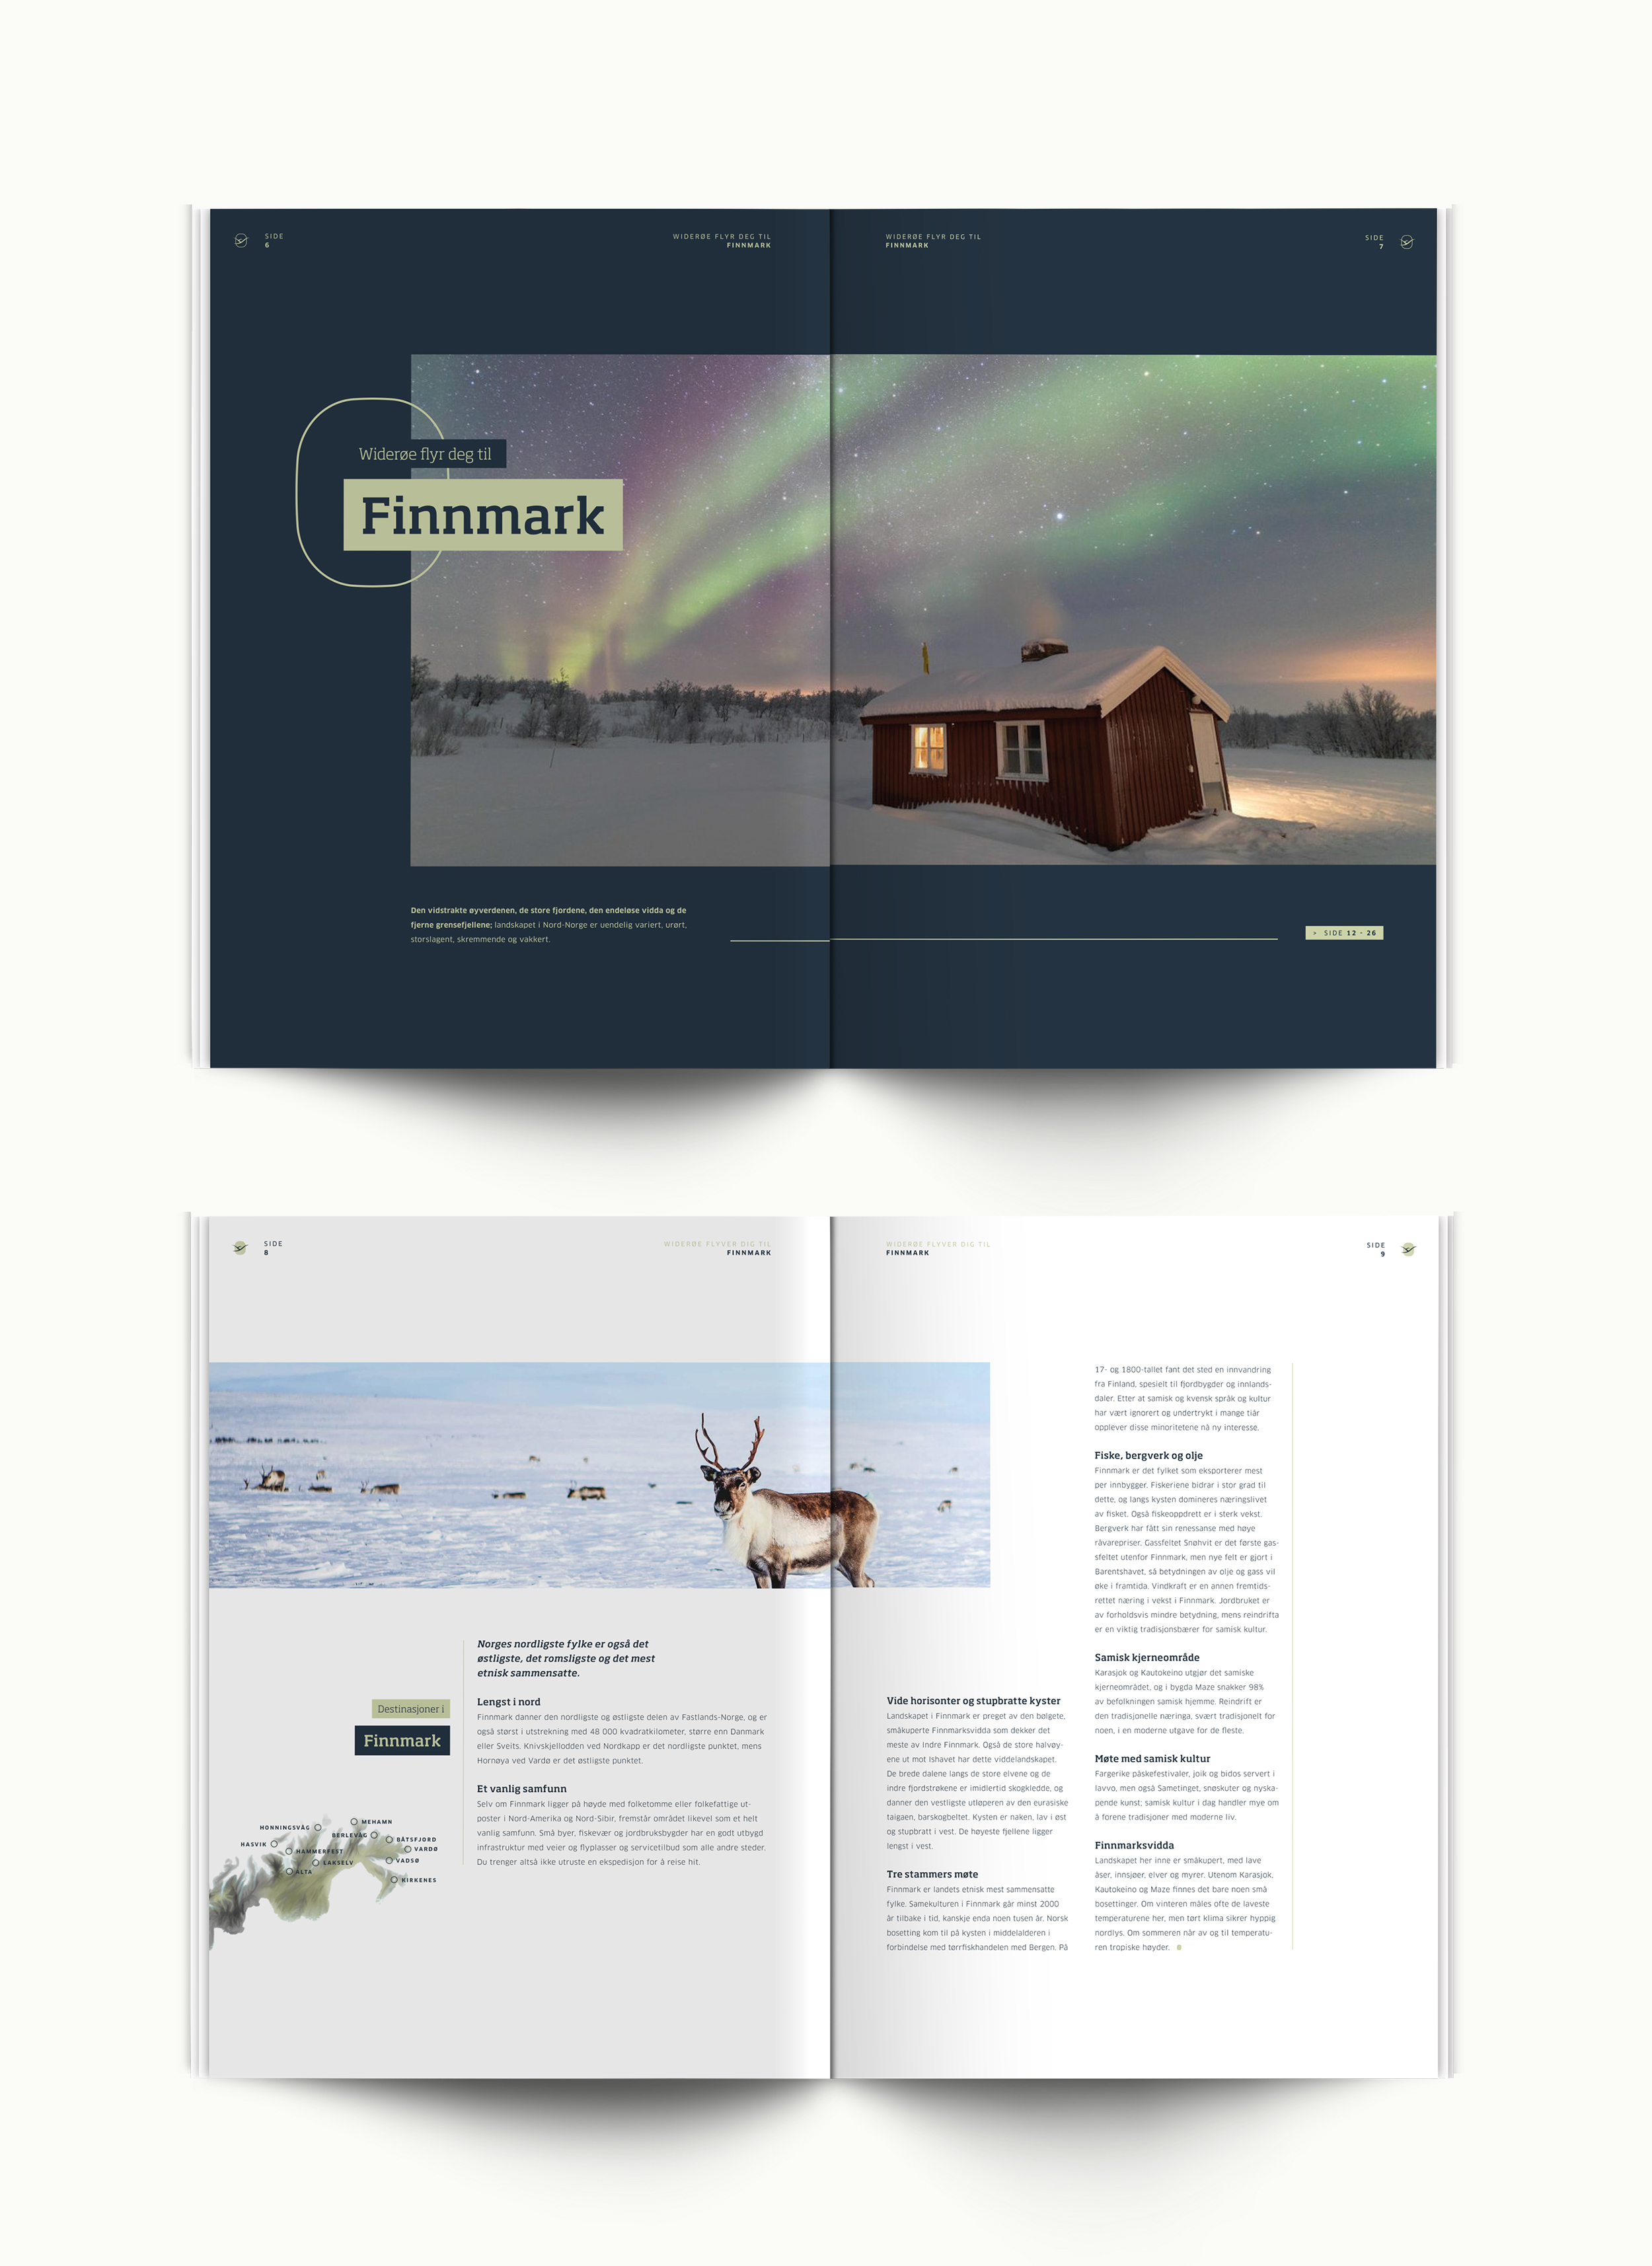 SIDE
6
WIDERØE FLYR DEG TIL
FINNMARK
WIDERØE FLYR DEG TIL
FINNMARK
SIDE
7
Widerøe flyr deg til
Finnmark
Den vidstrakte øyverdenen, de store fjordene, den endeløse vidda og de
fjerne grensefjellene; landskapet i Nord-Norge er uendelig variert, urørt,
storslagent, skremmende og vakkert.
> SIDE 12 - 26
SIDE
8
WIDERØE FLYVER DIG TIL
FINNMARK
WIDERØE FLYVER DIG TIL
FINNMARK
SIDE
9
Destinasjoner i
Finnmark
HONNINGSVÅG
MEHAMN
BERLEVÅG
BÅTSFJORD
HASVIK
HAMMERFEST
VARDØ
LAKSELV
VADSØ
ALTA
KIRKENES
Norges nordligste fylke er også det
østligste, det romsligste og det mest
etnisk sammensatte.
Lengst i nord
Finnmark danner den nordligste og østligste delen av Fastlands-Norge, og er
også størst i utstrekning med 48 000 kvadratkilometer, større enn Danmark
eller Sveits. Knivskjellodden ved Nordkapp er det nordligste punktet, mens
Hornøya ved Vardø er det østligste punktet.
Et vanlig samfunn
Selv om Finnmark ligger på høyde med folketomme eller folkefattige ut-
poster i Nord-Amerika og Nord-Sibir, fremstår området likevel som et helt
vanlig samfunn. Små byer, fiskevær og jordbruksbygder har en godt utbygd
infrastruktur med veier og flyplasser og servicetilbud som alle andre steder.
Du trenger altså ikke utruste en ekspedisjon for å reise hit.
Vide horisonter og stupbratte kyster
Landskapet i Finnmark er preget av den bølgete,
småkuperte Finnmarksvidda som dekker det
meste av Indre Finnmark. Også de store halvøy-
ene ut mot Ishavet har dette viddelandskapet.
De brede dalene langs de store elvene og de
indre fjordstrøkene er imidlertid skogkledde, og
danner den vestligste utløperen av den eurasiske
taigaen, barskogbeltet. Kysten er naken, lav i øst
og stupbratt i vest. De høyeste fjellene ligger
lengst i vest.
Tre stammers møte
Finnmark er landets etnisk mest sammensatte
fylke. Samekulturen i Finnmark går minst 2000
år tilbake i tid, kanskje enda noen tusen år. Norsk
bosetting kom til på kysten i middelalderen i
forbindelse med tørrfiskhandelen med Bergen. På
17- og 1800-tallet fant det sted en innvandring
fra Finland, spesielt til fjordbygder og innlands-
daler. Etter at samisk og kvensk språk og kultur
har vært ignorert og undertrykt i mange tiår
opplever disse minoritetene nå ny interesse.
Fiske, bergverk og olje
Finnmark er det fylket som eksporterer mest
per innbygger. Fiskeriene bidrar i stor grad til
dette, og langs kysten domineres næringslivet
av fisket. Også fiskeoppdrett er i sterk vekst.
Bergverk har fått sin renessanse med høye
råvarepriser. Gassfeltet Snøhvit er det første gas-
sfeltet utenfor Finnmark, men nye felt er gjort i
Barentshavet, så betydningen av olje og gass vil
øke i framtida. Vindkraft er en annen fremtids-
rettet næring i vekst i Finnmark. Jordbruket er
av forholdsvis mindre betydning, mens reindrifta
er en viktig tradisjonsbærer for samisk kultur.
Samisk kjerneområde
Karasjok og Kautokeino utgjør det samiske
kjerneområdet, og i bygda Maze snakker 98%
av befolkningen samisk hjemme. Reindrift er
den tradisjonelle næringa, svært tradisjonelt for
noen, i en moderne utgave for de fleste.
Møte med samisk kultur
Fargerike påskefestivaler, joik og bidos servert i
lavvo, men også Sametinget, snøskuter og nyska-
pende kunst; samisk kultur i dag handler mye om
å forene tradisjoner med moderne liv.
Finnmarksvidda
Landskapet her inne er småkupert, med lave
åser, innsjøer, elver og myrer. Utenom Karasjok,
Kautokeino og Maze finnes det bare noen små
bosettinger. Om vinteren måles ofte de laveste
temperaturene her, men tørt klima sikrer hyppig
nordlys. Om sommeren når av og til temperatu-
ren tropiske høyder.